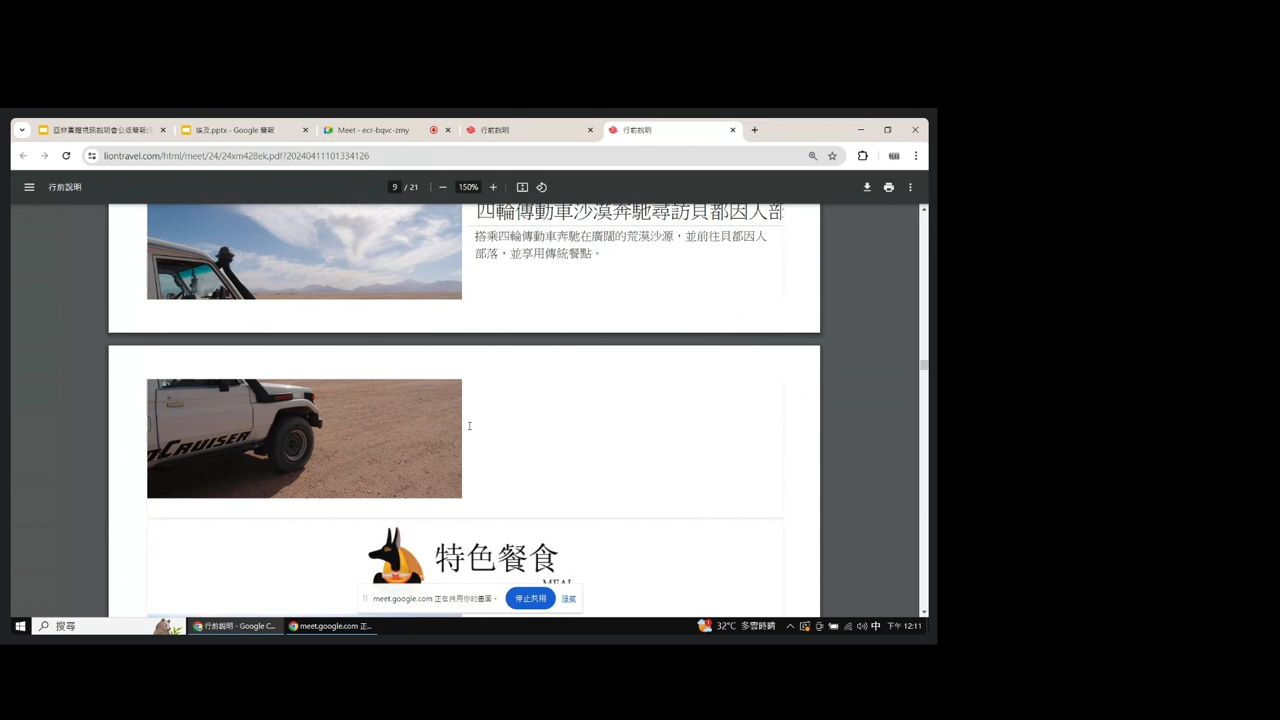 亞非董體視訊說明會公版簡報(
埃及.pptx - Google 簡報
Meet - ecr-bqvc-zmy
行前說明
行前說明
liontravel.com/html/meet/24/24xm428ek.pdf?20240411101334126
行前說明
9 / 21
150%
四輪傳動車沙漠奔馳尋訪貝都因人部
搭乘四輪傳動車奔馳在廣闊的荒漠沙源，並前往貝都因人
部落，並享用傳統餐點。
CRUISER
特色餐食
MEAL
meet.google.com 正在共用你的畫面。
停止共用
隱藏
搜尋
行前說明 - Google C...
meet.google.com 正...
32°C 多雲時晴
中
下午 12:11